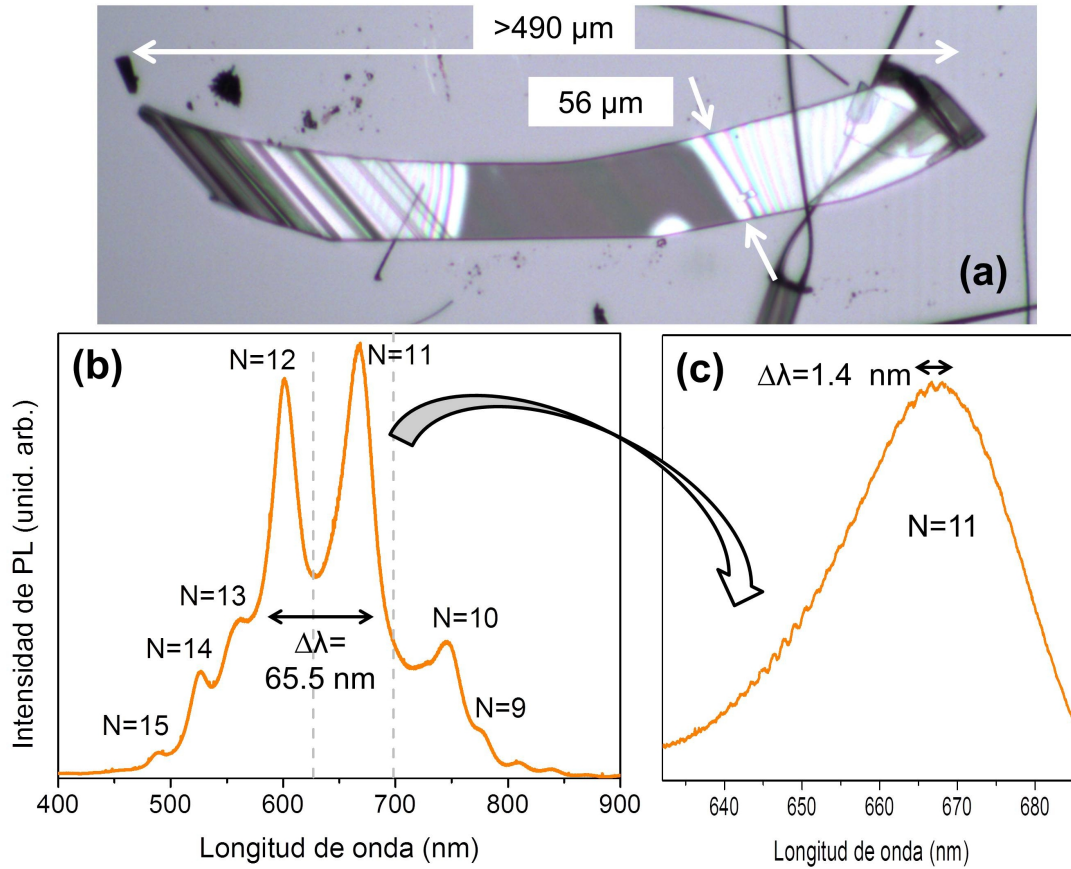 >490 µm
56 µm
(a)
(b)
N=12
N=11
N=13
N=14
N=15
N=10
N=9
Δλ=
65.5 nm
Intensidad de PL (unid. arb.)
400 500 600 700 800 900
Longitud de onda (nm)
(c)
Δλ=1.4 nm
N=11
640 650 660 670 680
Longitud de onda (nm)